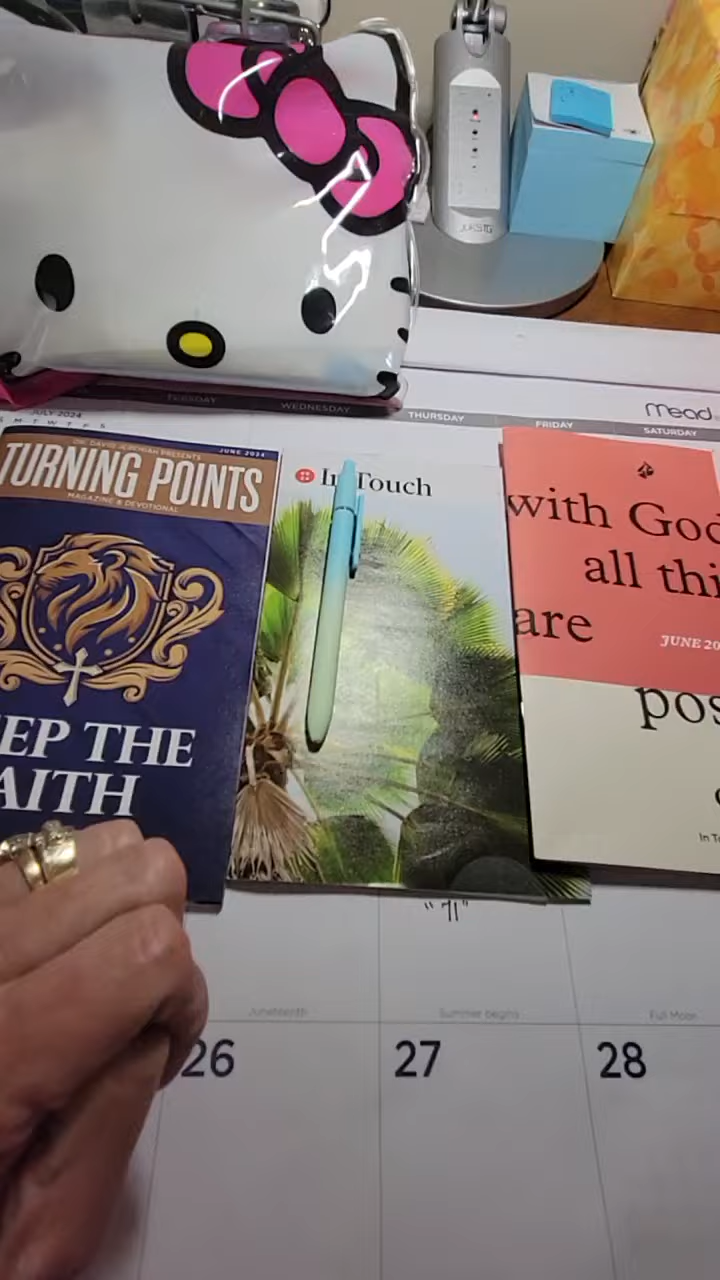 JULY 2024
S M T W T F S
TUESDAY
WEDNESDAY
THURSDAY
FRIDAY
SATURDAY
Mead
DR. DAVID JEREMIAH PRESENTS
JUNE 2024
TURNING POINTS
MAGAZINE & DEVOTIONAL
EP THE
AITH
In Touch
with God
all thi
are
JUNE 20
pos
"71"
Juneteenth
Summer begins
Full Moon
26
27
28